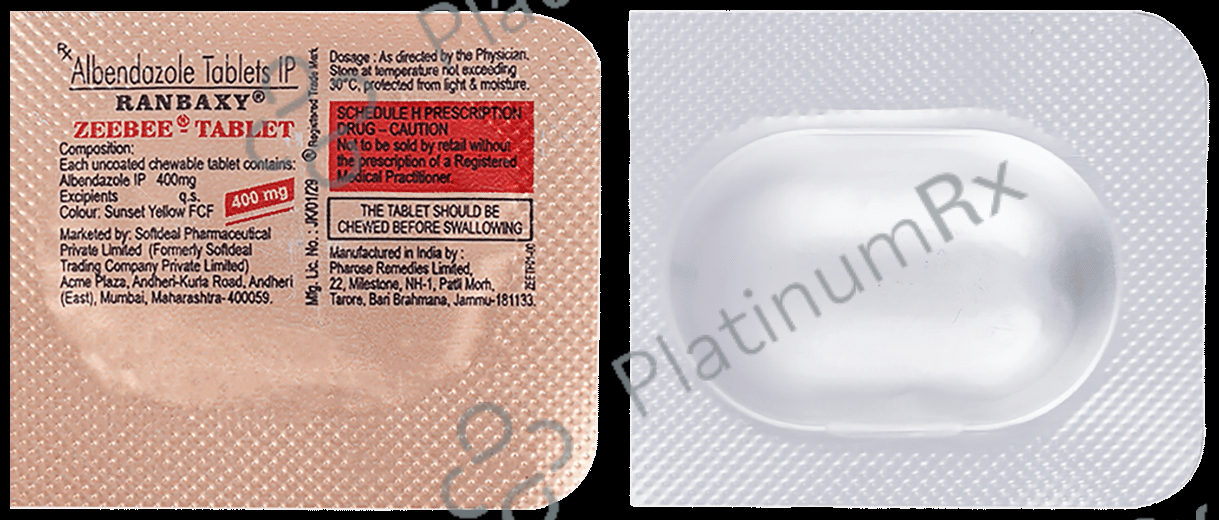 Rx
Albendazole Tablets IP
RANBAXY®
ZEEBEE® TABLET
Composition:
Each uncoated chewable tablet contains:
Albendazole IP 400mg
Excipients q.s.
Colour: Sunset Yellow FCF
400 mg
Marketed by: Softdeal Pharmaceutical
Private Limited (Formerly Softdeal
Trading Company Private Limited)
Acme Plaza, Andheri-Kurla Road, Andheri
(East), Mumbai, Maharashtra-400059.
Mfg. Lic. No.: JK/01/29 ® Registered Trade Mark
Dosage : As directed by the Physician.
Store at temperature not exceeding
30°C, protected from light & moisture.
SCHEDULE H PRESCRIPTION
DRUG – CAUTION
Not to be sold by retail without
the prescription of a Registered
Medical Practitioner.
THE TABLET SHOULD BE
CHEWED BEFORE SWALLOWING
Manufactured in India by :
Pharose Remedies Limited,
22, Milestone, NH-1, Patli Morh,
Tarore, Bari Brahmana, Jammu-181133.
PlatinumRx